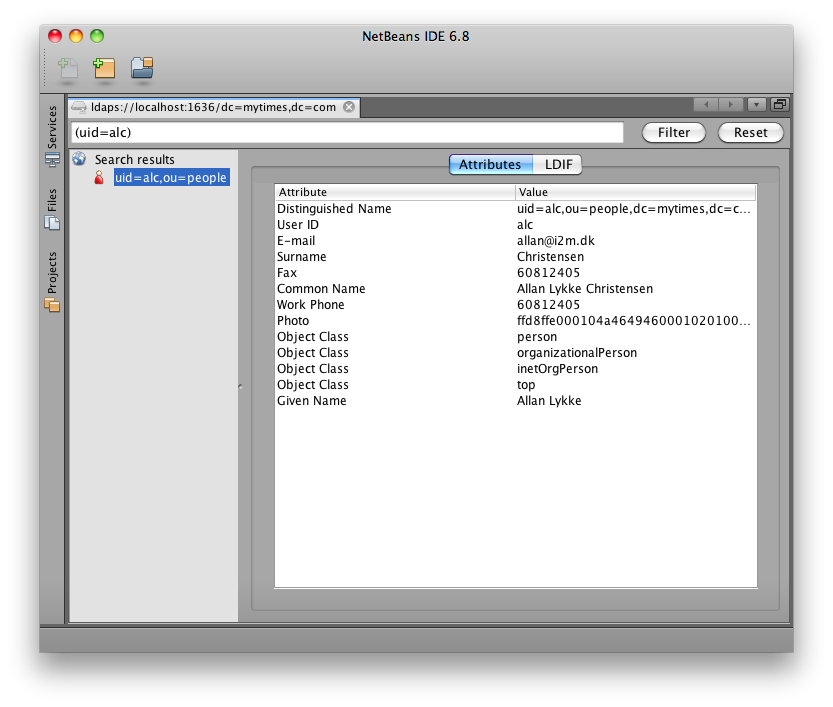 NetBeans IDE 6.8
ldaps://localhost:1636/dc=mytimes,dc=com
(uid=alc)
Filter
Reset
Services
Files
Projects
Search results
uid=alc,ou=people
Attributes
LDIF
Attribute Value
Distinguished Name uid=alc,ou=people,dc=mytimes,dc=c...
User ID alc
E-mail allan@i2m.dk
Surname Christensen
Fax 60812405
Common Name Allan Lykke Christensen
Work Phone 60812405
Photo ffd8ffe000104a4649460001020100...
Object Class person
Object Class organizationalPerson
Object Class inetOrgPerson
Object Class top
Given Name Allan Lykke